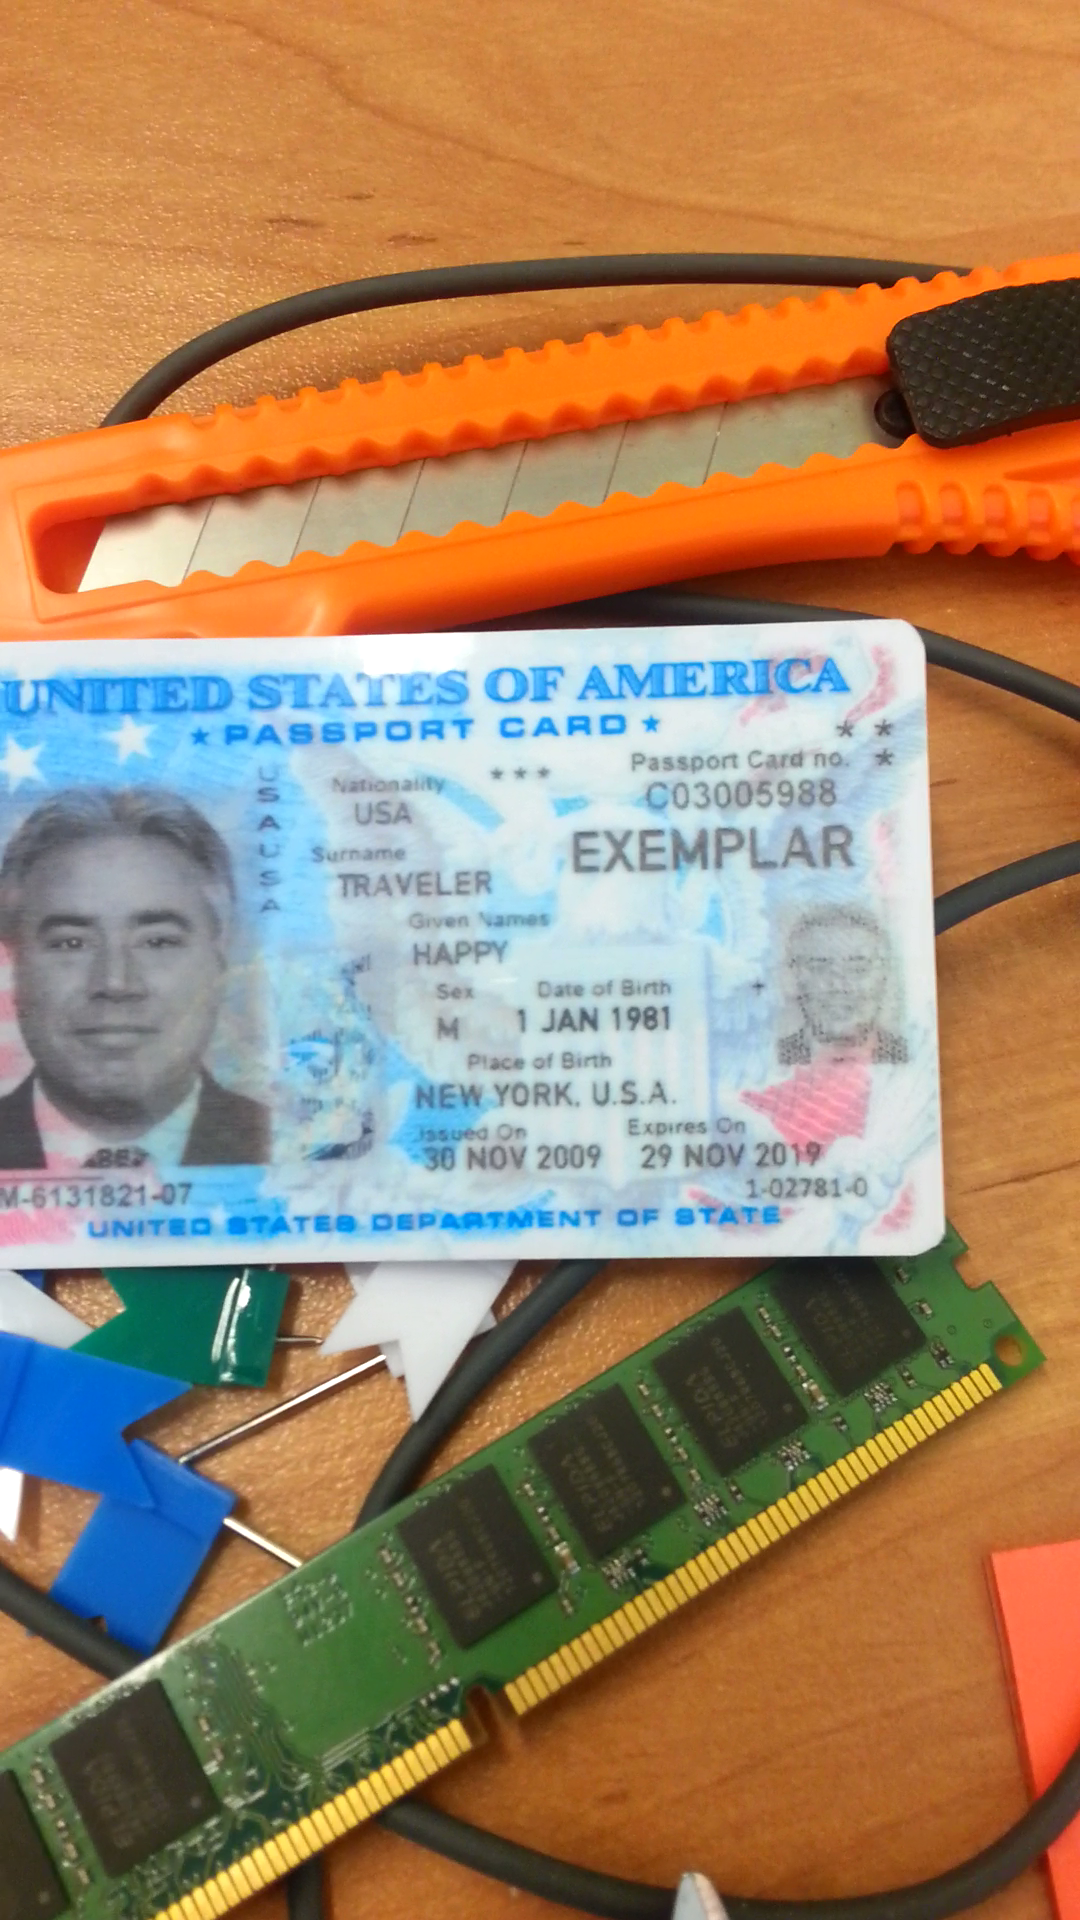 UNITED STATES OF AMERICA
★ PASSPORT CARD ★
Nationality
USA
* * *
Passport Card no.
C03005988
* *
*
U
S
A
U
S
A
Surname
TRAVELER
EXEMPLAR
Given Names
HAPPY
Sex
M
Date of Birth
1 JAN 1981
Place of Birth
NEW YORK, U.S.A.
Issued On
30 NOV 2009
Expires On
29 NOV 2019
M-6131821-07
1-02781-0
UNITED STATES DEPARTMENT OF STATE